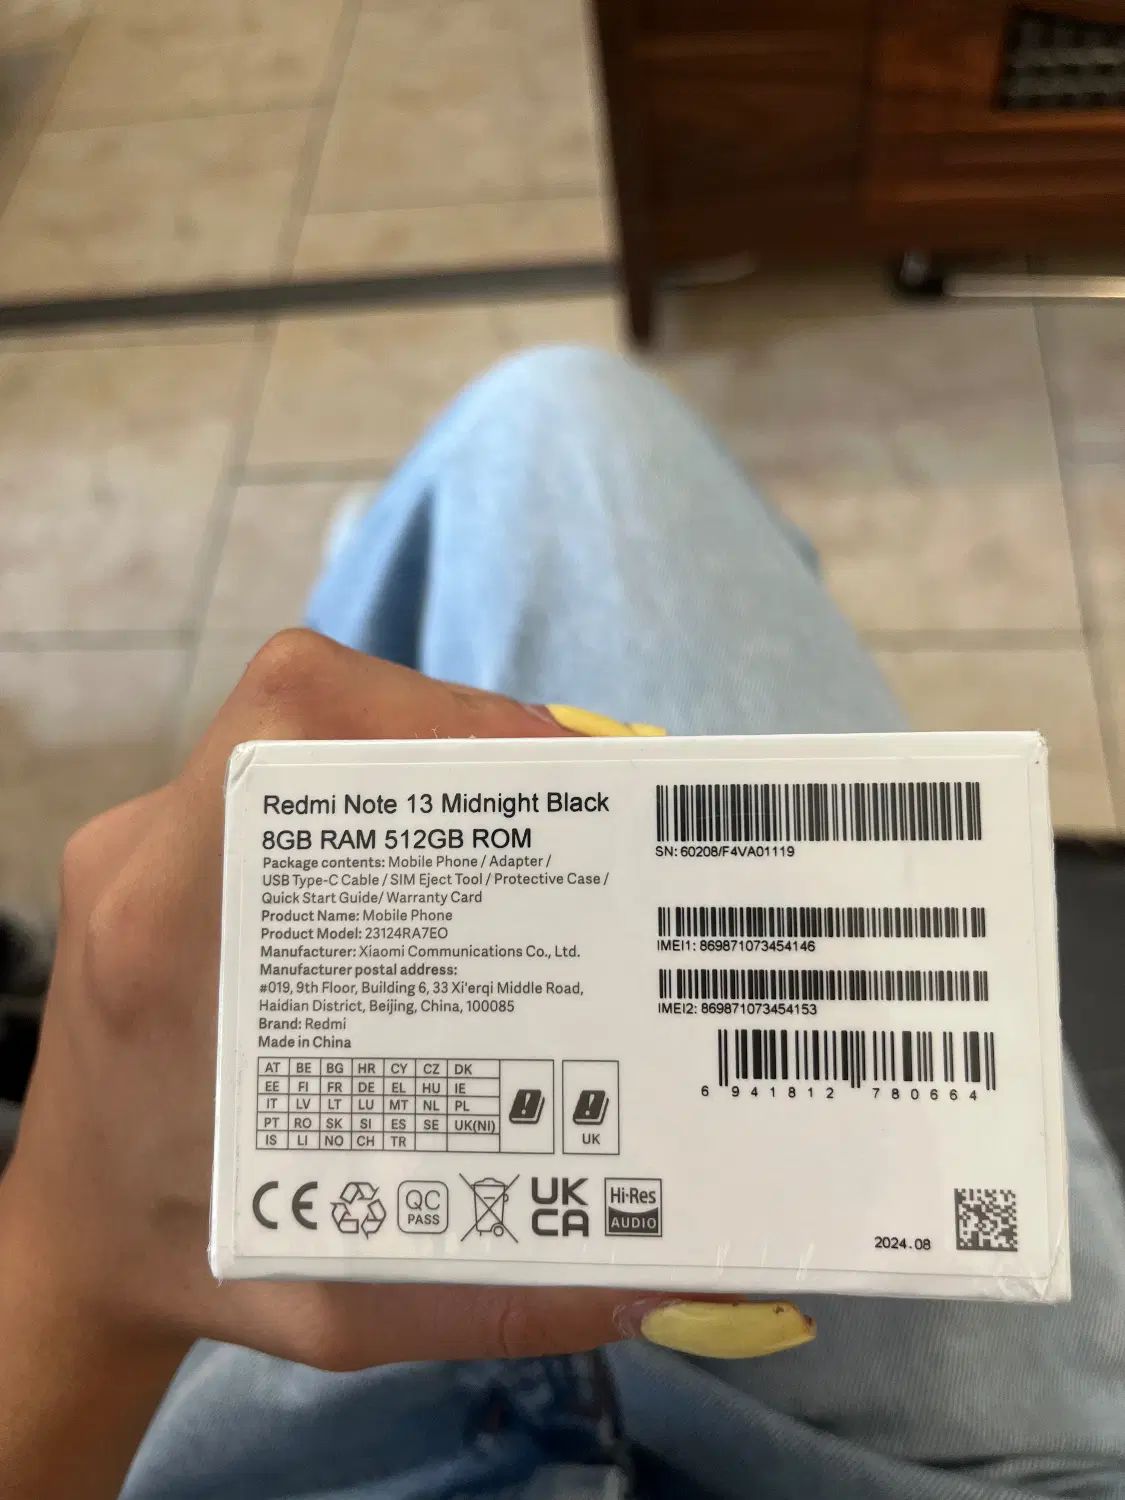 Redmi Note 13 Midnight Black
8GB RAM 512GB ROM
Package contents: Mobile Phone / Adapter /
USB Type-C Cable / SIM Eject Tool / Protective Case /
Quick Start Guide/ Warranty Card
Product Name: Mobile Phone
Product Model: 23124RA7EO
Manufacturer: Xiaomi Communications Co., Ltd.
Manufacturer postal address:
#019, 9th Floor, Building 6, 33 Xi'erqi Middle Road,
Haidian District, Beijing, China, 100085
Brand: Redmi
Made in China
AT BE BG HR CY CZ DK
EE FI FR DE EL HU IE
IT LV LT LU MT NL PL
PT RO SK SI ES SE UK(NI)
IS LI NO CH TR
UK
CE
QC
PASS
UK
CA
Hi-Res
AUDIO
SN: 60208/F4VA01119
IMEI1: 869871073454146
IMEI2: 869871073454153
6 941812 780664
2024.08